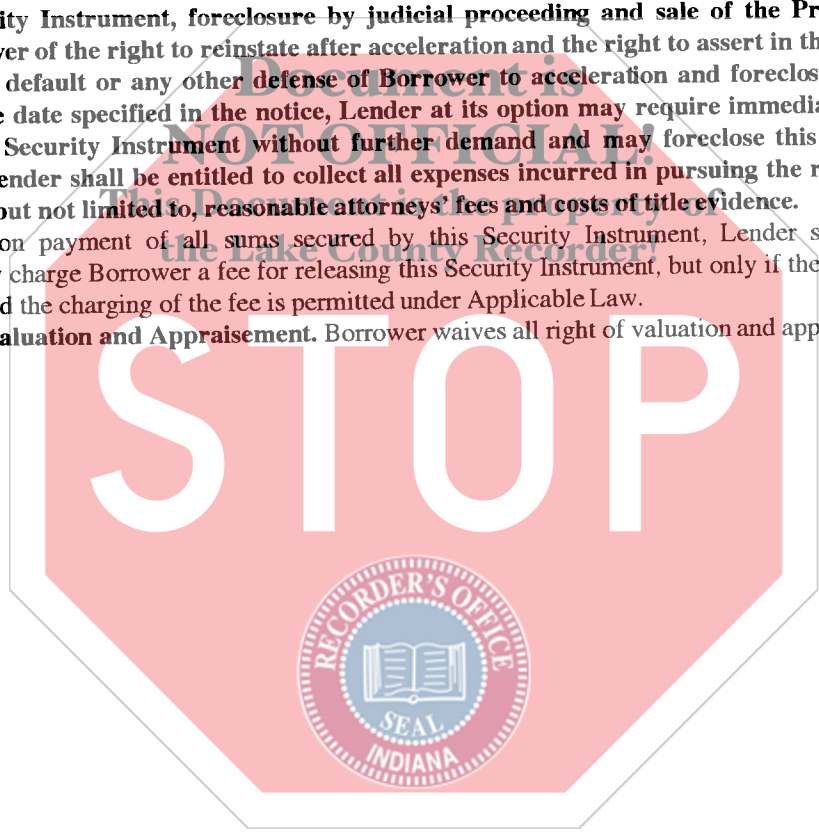 ity Instrument, foreclosure by judicial proceeding and sale of the Pr
ver of the right to reinstate after acceleration and the right to assert in th
default or any other defense of Borrower to acceleration and foreclos
e date specified in the notice, Lender at its option may require immedia
Security Instrument without further demand and may foreclose this
ender shall be entitled to collect all expenses incurred in pursuing the r
out not limited to, reasonable attorneys' fees and costs of title evidence.
on payment of all sums secured by this Security Instrument, Lender s
charge Borrower a fee for releasing this Security Instrument, but only if the
d the charging of the fee is permitted under Applicable Law.
aluation and Appraisement. Borrower waives all right of valuation and app
Document is
NOT OFFICIAL!
This Document is the property of
the Lake County Recorder!
STOP
RECORDER'S OFFICE
SEAL
INDIANA